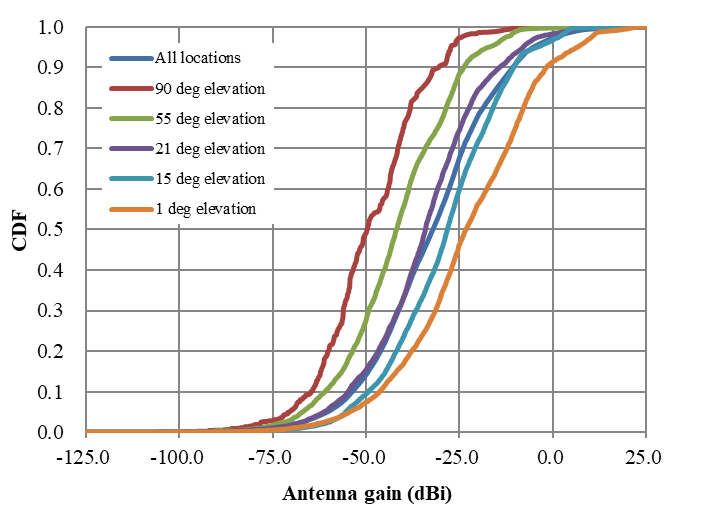 1.0
0.9
0.8
0.7
0.6
0.5
0.4
0.3
0.2
0.1
0.0
CDF
All locations
90 deg elevation
55 deg elevation
21 deg elevation
15 deg elevation
1 deg elevation
-125.0 -100.0 -75.0 -50.0 -25.0 0.0 25.0
Antenna gain (dBi)